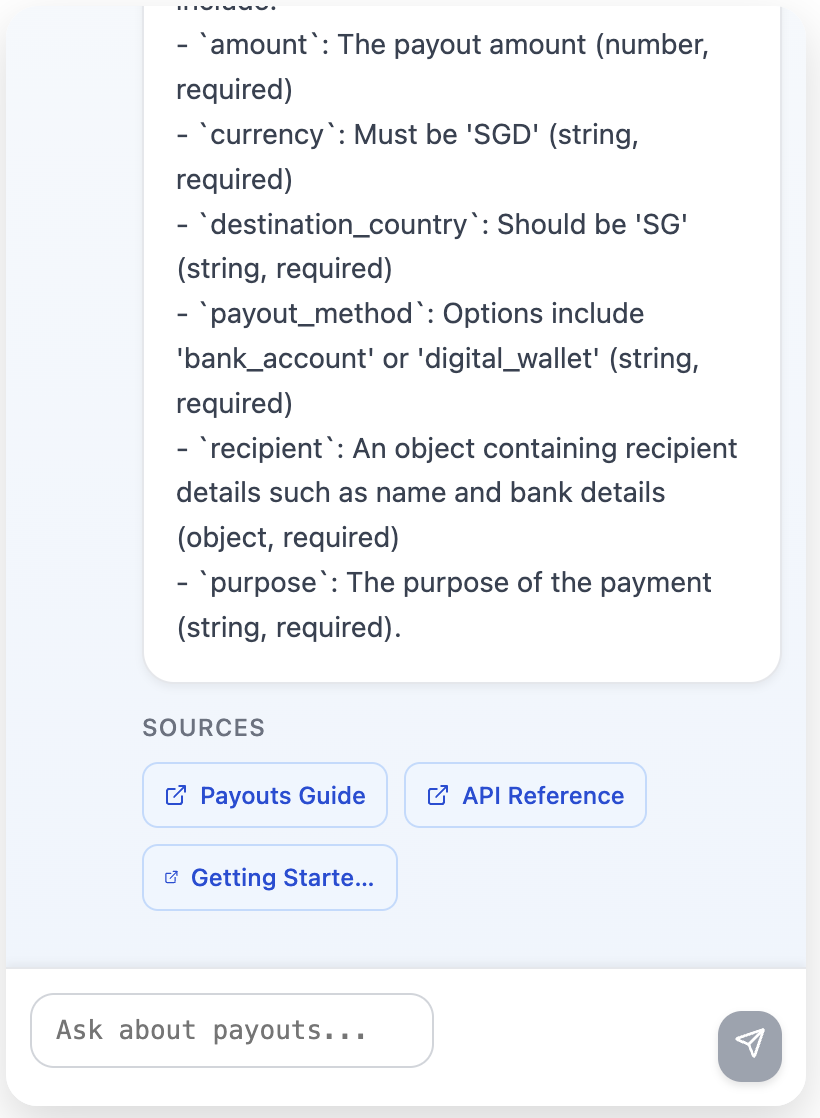 include:
- `amount`: The payout amount (number,
required)
- `currency`: Must be 'SGD' (string,
required)
- `destination_country`: Should be 'SG'
(string, required)
- `payout_method`: Options include
'bank_account' or 'digital_wallet' (string,
required)
- `recipient`: An object containing recipient
details such as name and bank details
(object, required)
- `purpose`: The purpose of the payment
(string, required).
SOURCES
Payouts Guide
API Reference
Getting Starte...
Ask about payouts...